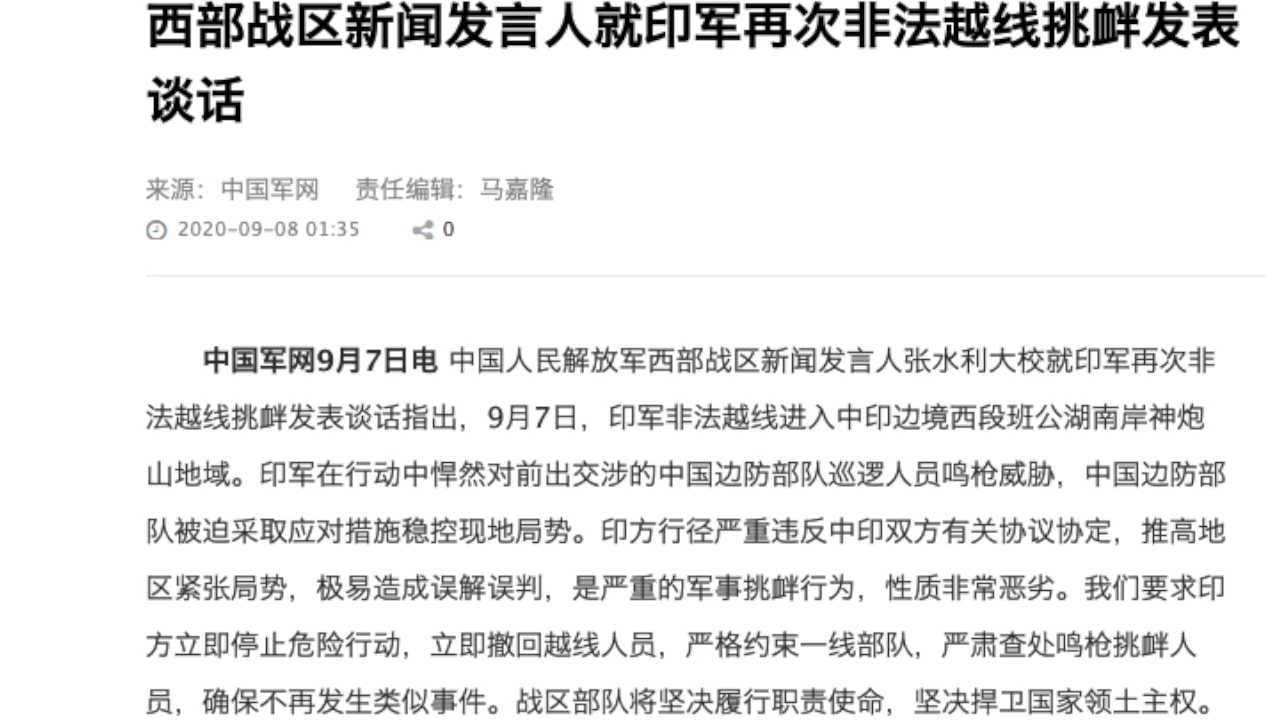 西部战区新闻发言人就印军再次非法越线挑衅发表
谈话
来源：中国军网 责任编辑：马嘉隆
2020-09-08 01:35 0
中国军网9月7日电 中国人民解放军西部战区新闻发言人张水利大校就印军再次非
法越线挑衅发表谈话指出，9月7日，印军非法越线进入中印边境西段班公湖南岸神炮
山地域。印军在行动中悍然对前出交涉的中国边防部队巡逻人员鸣枪威胁，中国边防部
队被迫采取应对措施稳控现地局势。印方行径严重违反中印双方有关协议协定，推高地
区紧张局势，极易造成误解误判，是严重的军事挑衅行为，性质非常恶劣。我们要求印
方立即停止危险行动，立即撤回越线人员，严格约束一线部队，严肃查处鸣枪挑衅人
员，确保不再发生类似事件。战区部队将坚决履行职责使命，坚决捍卫国家领土主权。